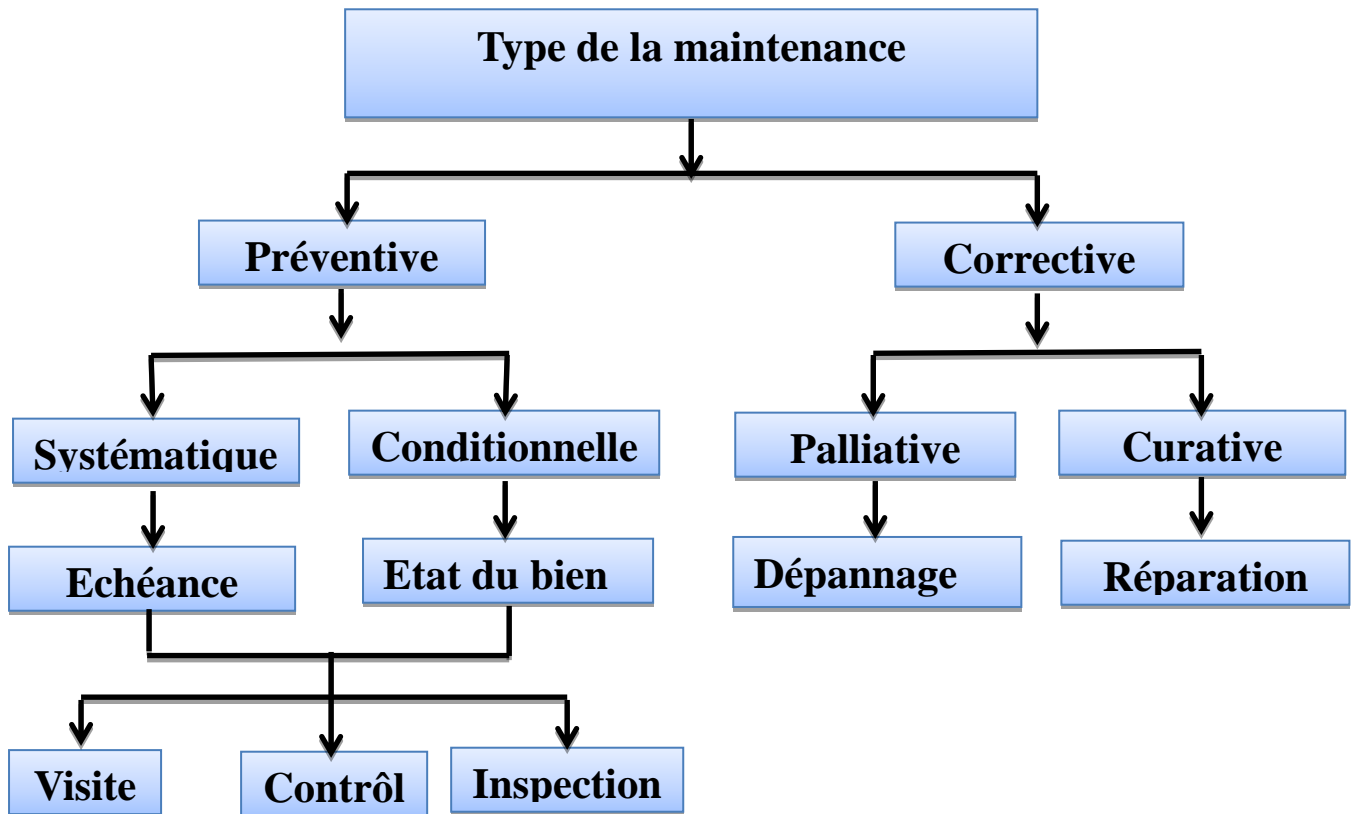 Type de la maintenance
Préventive
Corrective
Systématique
Conditionnelle
Palliative
Curative
Echéance
Etat du bien
Dépannage
Réparation
Visite
Contrôl
Inspection